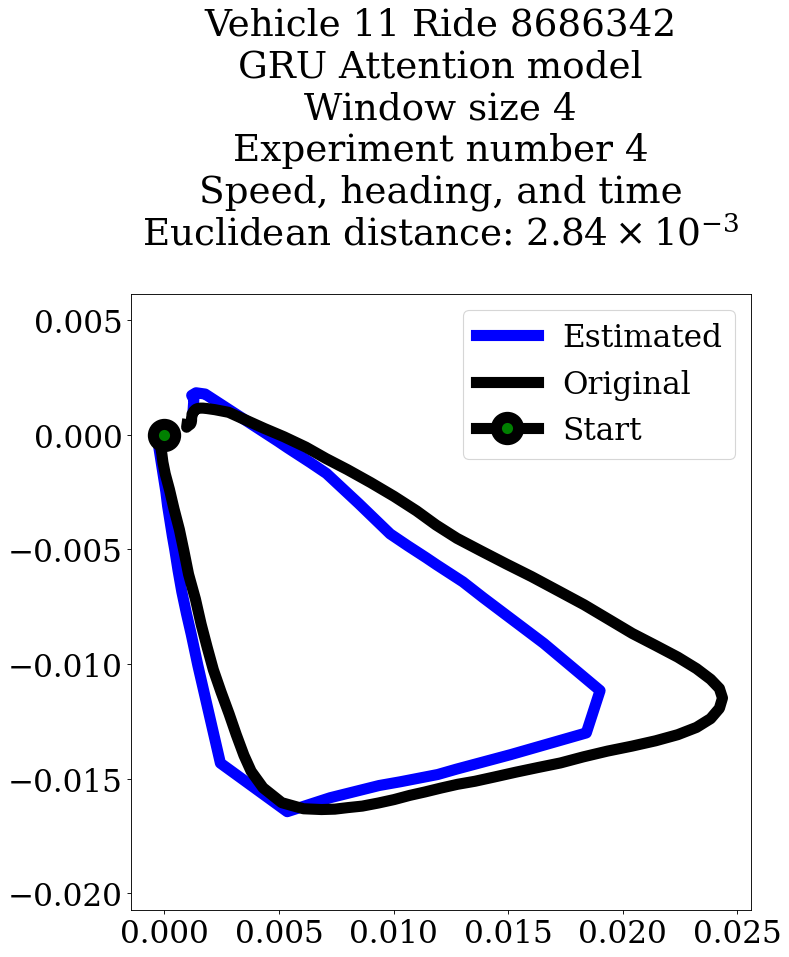 Vehicle 11 Ride 8686342
GRU Attention model
Window size 4
Experiment number 4
Speed, heading, and time
Euclidean distance: 2.84 × 10⁻³
Estimated
Original
Start
0.005
0.000
−0.005
−0.010
−0.015
−0.020
0.000 0.005 0.010 0.015 0.020 0.025